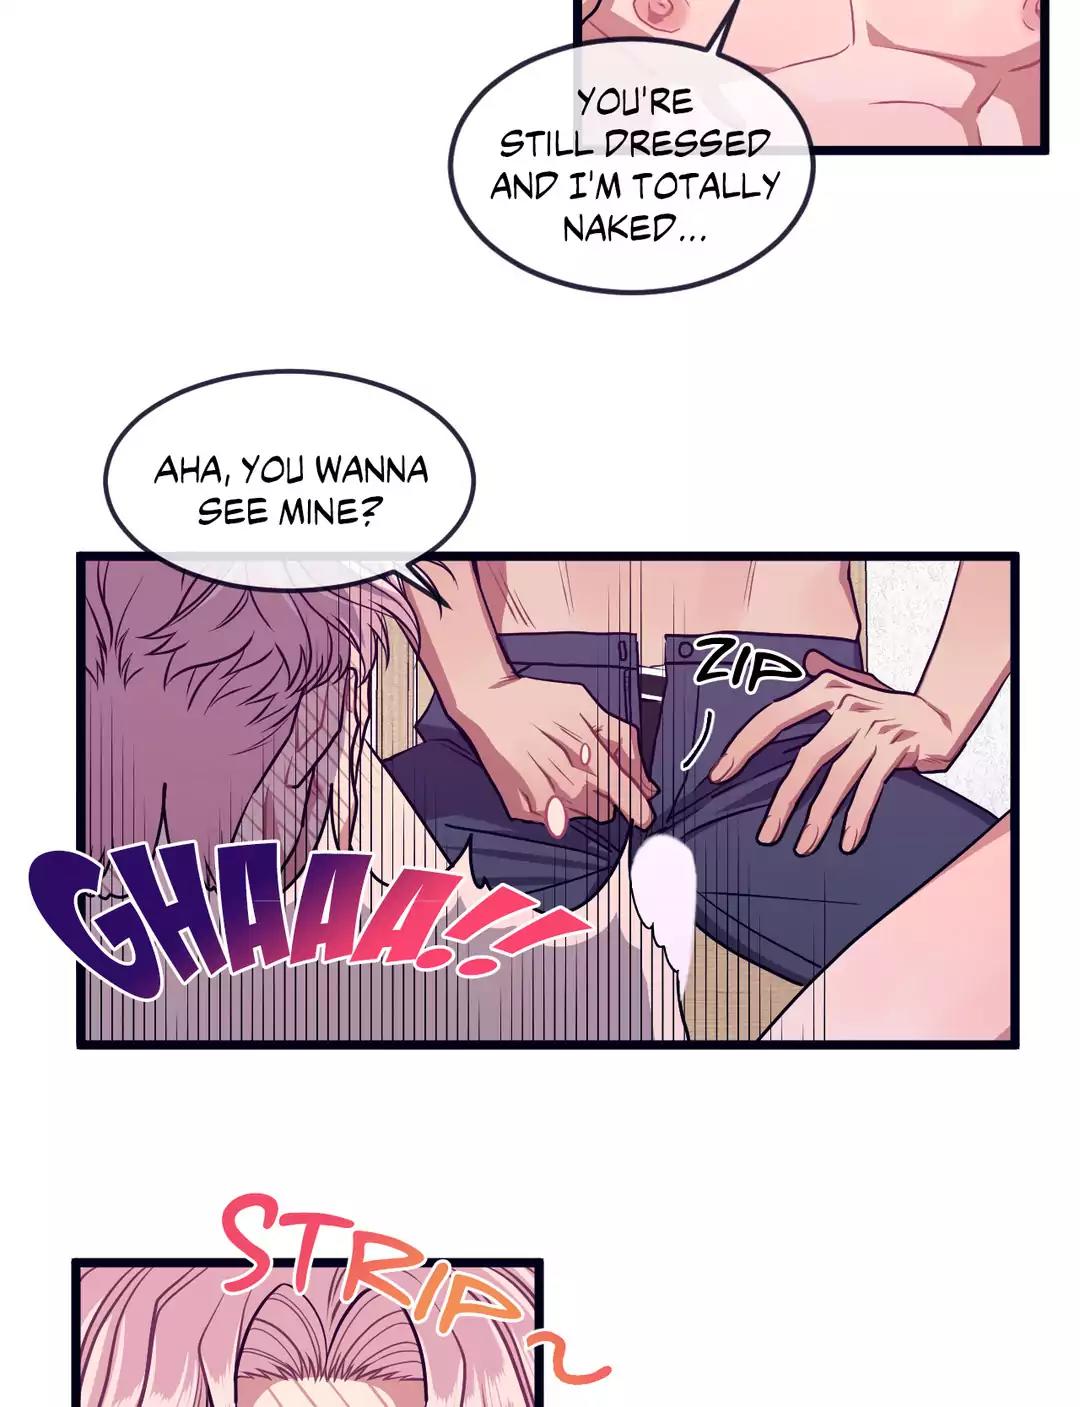 YOU'RE
STILL DRESSED
AND I'M TOTALLY
NAKED...
AHA, YOU WANNA
SEE MINE?
ZIP
GHAAA!!
STRIP~